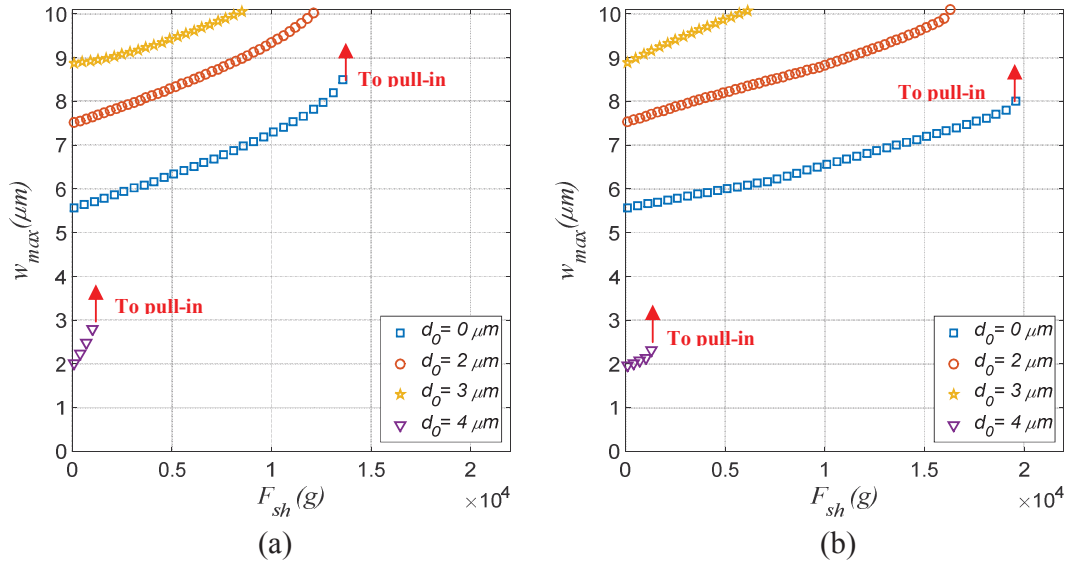 10
9
8
7
6
5
4
3
2
1
0
w_max(μm)
To pull-in
To pull-in
d_0= 0 μm
d_0= 2 μm
d_0= 3 μm
d_0= 4 μm
0 0.5 1 1.5 2
×10^4
F_sh (g)
(a)
10
9
8
7
6
5
4
3
2
1
0
w_max(μm)
To pull-in
To pull-in
d_0= 0 μm
d_0= 2 μm
d_0= 3 μm
d_0= 4 μm
0 0.5 1 1.5 2
×10^4
F_sh (g)
(b)